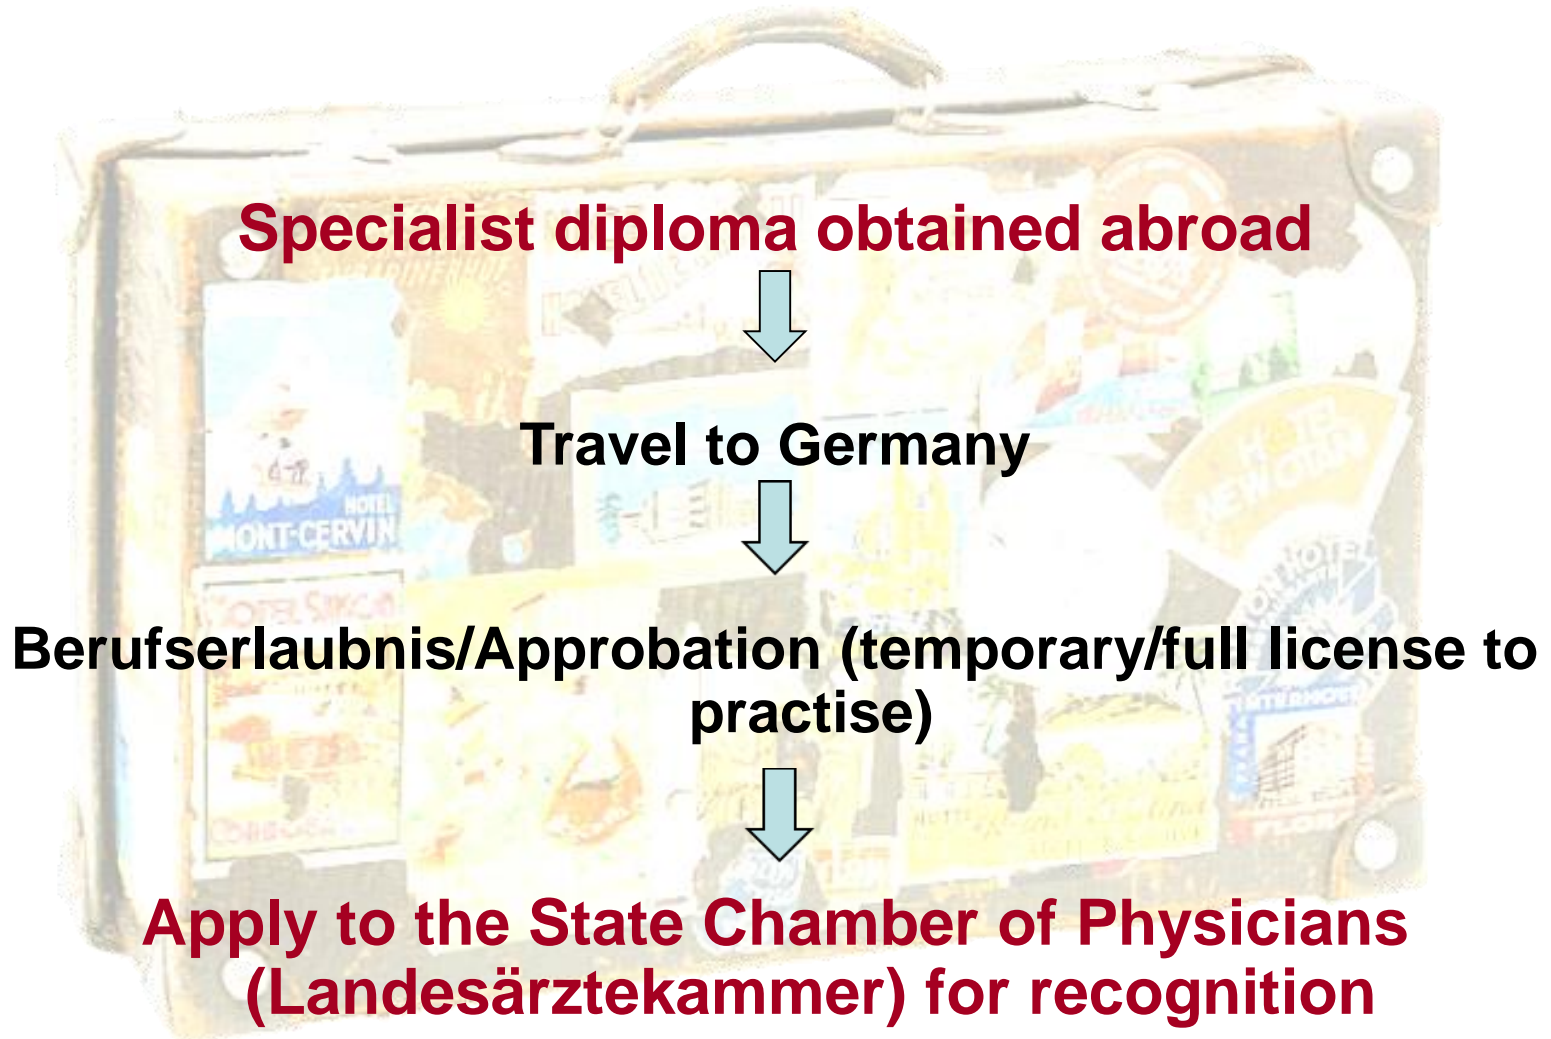 Specialist diploma obtained abroad
Travel to Germany
HOTEL
MONT-CERVIN
Berufserlaubnis/Approbation (temporary/full license to
practise)
Apply to the State Chamber of Physicians
(Landesärztekammer) for recognition